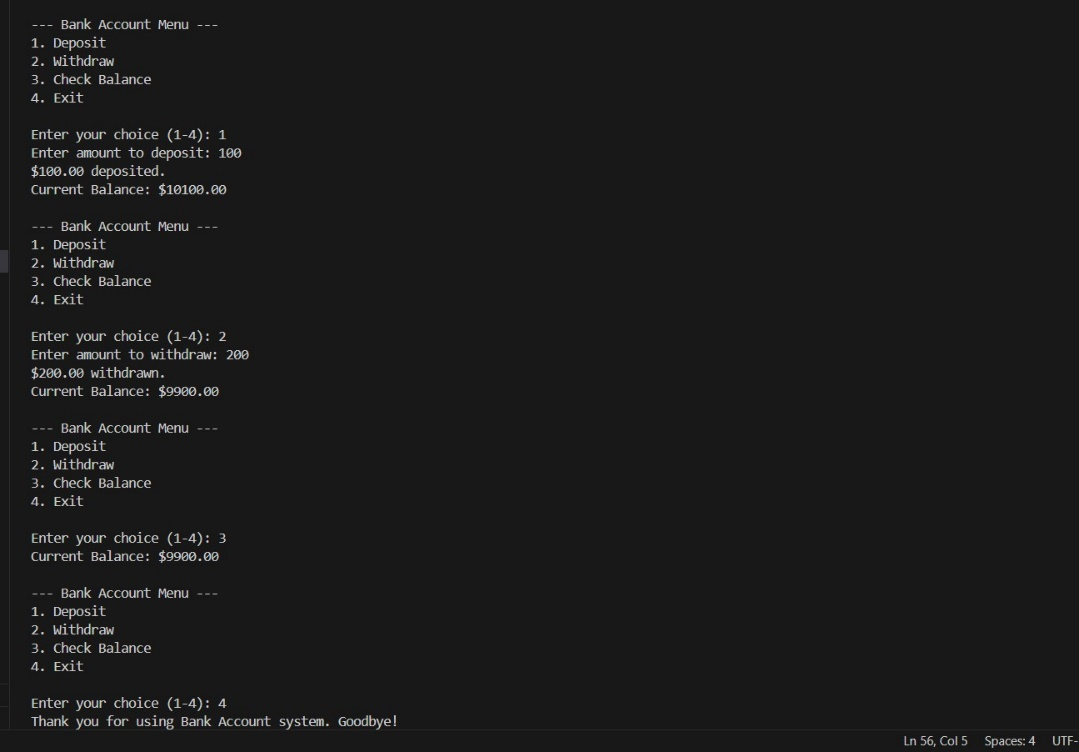 --- Bank Account Menu ---
1. Deposit
2. Withdraw
3. Check Balance
4. Exit
Enter your choice (1-4): 1
Enter amount to deposit: 100
$100.00 deposited.
Current Balance: $10100.00
--- Bank Account Menu ---
1. Deposit
2. Withdraw
3. Check Balance
4. Exit
Enter your choice (1-4): 2
Enter amount to withdraw: 200
$200.00 withdrawn.
Current Balance: $9900.00
--- Bank Account Menu ---
1. Deposit
2. Withdraw
3. Check Balance
4. Exit
Enter your choice (1-4): 3
Current Balance: $9900.00
--- Bank Account Menu ---
1. Deposit
2. Withdraw
3. Check Balance
4. Exit
Enter your choice (1-4): 4
Thank you for using Bank Account system. Goodbye!
Ln 56, Col 5 Spaces: 4 UTF-